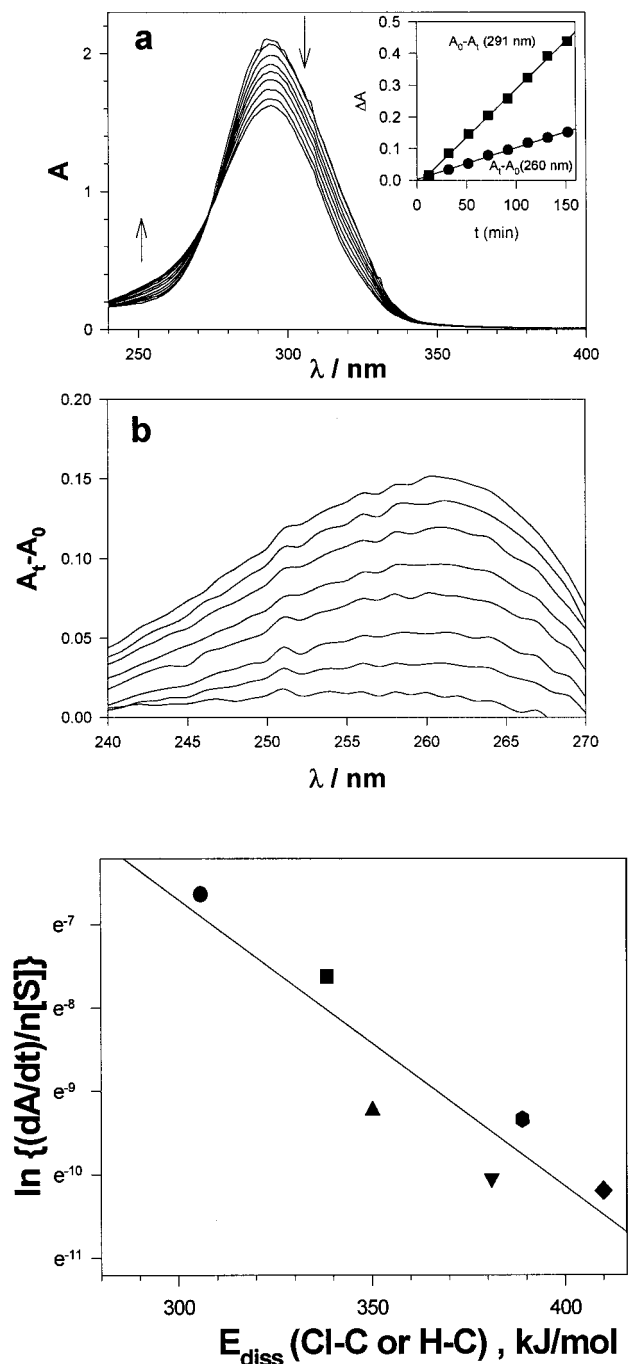 a
A₀-Aₜ (291 nm)
Aₜ-A₀(260 nm)
ΔA
0.5
0.4
0.3
0.2
0.1
0.0
0 50 100 150
t (min)
A
2
1
0
250 300 350 400
λ / nm
b
Aₜ-A₀
0.20
0.15
0.10
0.05
0.00
240 245 250 255 260 265 270
λ / nm
ln {(dA/dt)/n[S]}
e⁻⁷
e⁻⁸
e⁻⁹
e⁻¹⁰
e⁻¹¹
300 350 400
E_diss (Cl-C or H-C) , kJ/mol